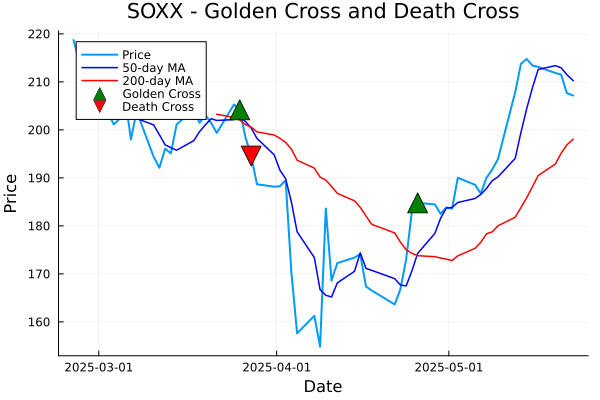 SOXX - Golden Cross and Death Cross
220
210
200
190
180
170
160
Price
Price
50-day MA
200-day MA
Golden Cross
Death Cross
2025-03-01
2025-04-01
2025-05-01
Date